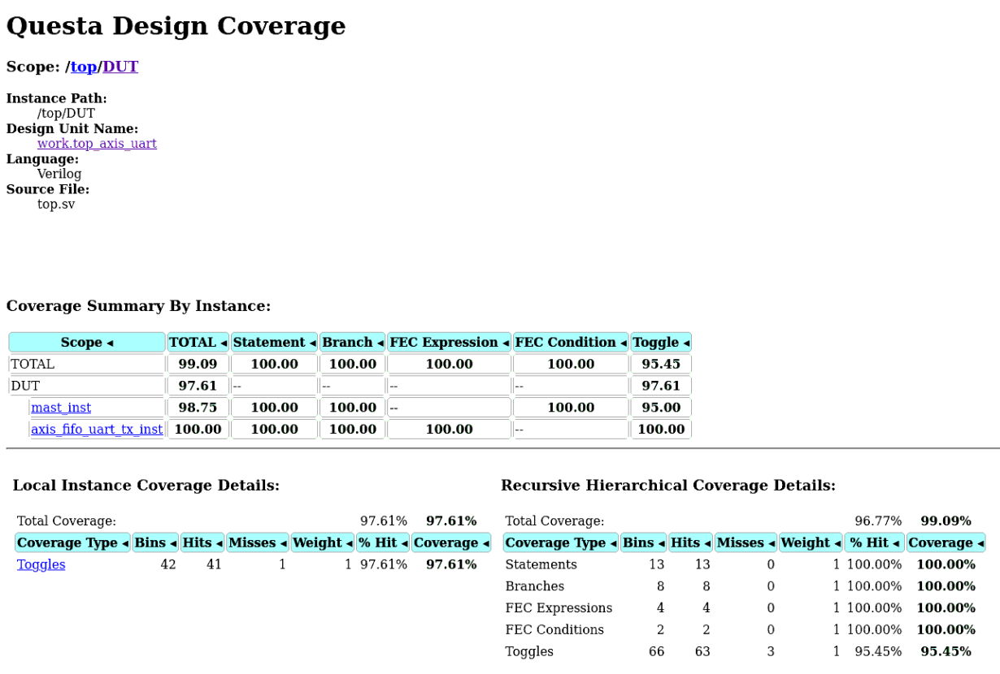 Questa Design Coverage
Scope: /top/DUT
Instance Path:
/top/DUT
Design Unit Name:
work.top_axis_uart
Language:
Verilog
Source File:
top.sv
Coverage Summary By Instance:
Scope ◂ TOTAL ◂ Statement ◂ Branch ◂ FEC Expression ◂ FEC Condition ◂ Toggle ◂
TOTAL 99.09 100.00 100.00 100.00 100.00 95.45
DUT 97.61 -- -- -- -- 97.61
mast_inst 98.75 100.00 100.00 -- 100.00 95.00
axis_fifo_uart_tx_inst 100.00 100.00 100.00 100.00 -- 100.00
Local Instance Coverage Details:
Total Coverage: 97.61% 97.61%
Coverage Type ◂ Bins ◂ Hits ◂ Misses ◂ Weight ◂ % Hit ◂ Coverage ◂
Toggles 42 41 1 1 97.61% 97.61%
Recursive Hierarchical Coverage Details:
Total Coverage: 96.77% 99.09%
Coverage Type ◂ Bins ◂ Hits ◂ Misses ◂ Weight ◂ % Hit ◂ Coverage ◂
Statements 13 13 0 1 100.00% 100.00%
Branches 8 8 0 1 100.00% 100.00%
FEC Expressions 4 4 0 1 100.00% 100.00%
FEC Conditions 2 2 0 1 100.00% 100.00%
Toggles 66 63 3 1 95.45% 95.45%